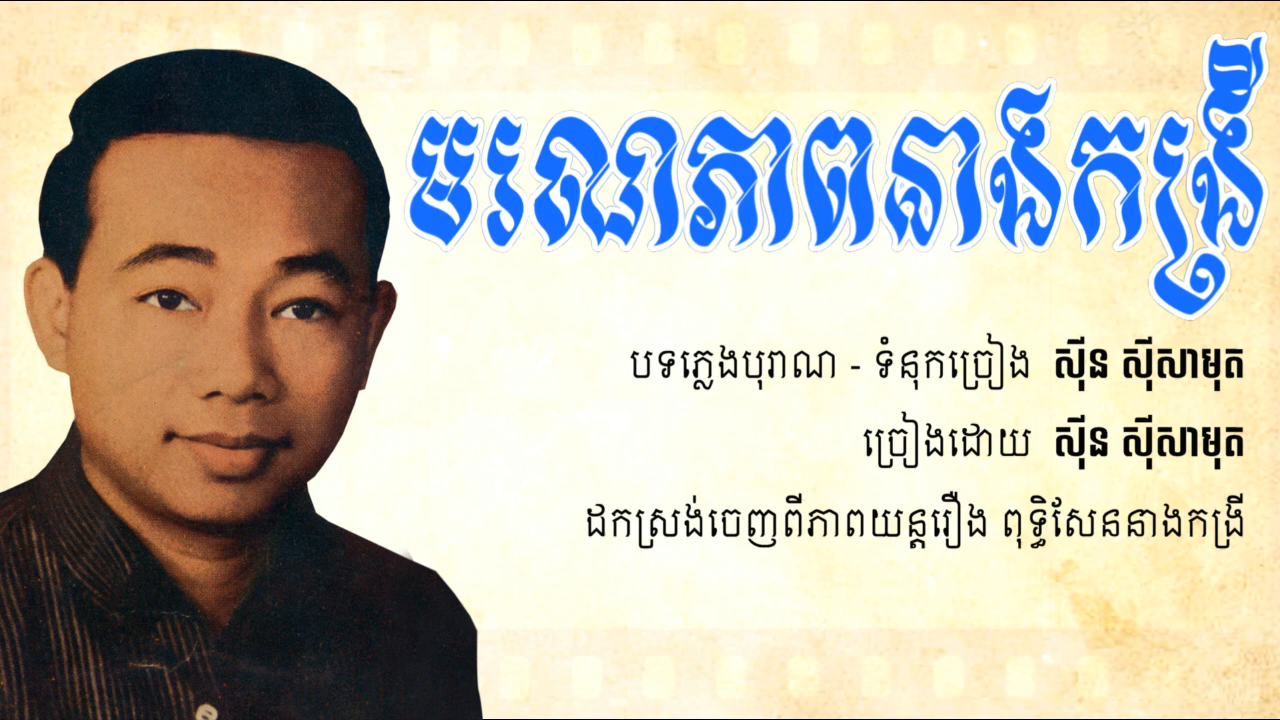 មរណភាពនាងកង្រី
បទភ្លេងបុរាណ - ទំនុកច្រៀង ស៊ីន ស៊ីសាមុត
ច្រៀងដោយ ស៊ីន ស៊ីសាមុត
ដកស្រង់ចេញពីភាពយន្តរឿង ពុទ្ធិសែននាងកង្រី